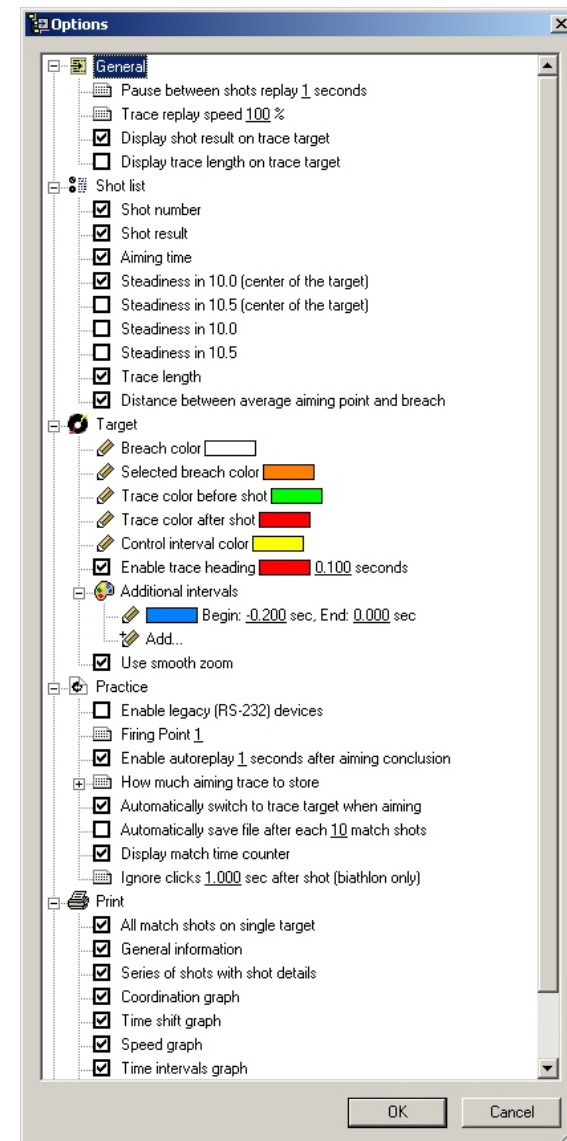 Options
General
Pause between shots replay 1 seconds
Trace replay speed 100 %
Display shot result on trace target
Display trace length on trace target
Shot list
Shot number
Shot result
Aiming time
Steadiness in 10.0 (center of the target)
Steadiness in 10.5 (center of the target)
Steadiness in 10.0
Steadiness in 10.5
Trace length
Distance between average aiming point and breach
Target
Breach color
Selected breach color
Trace color before shot
Trace color after shot
Control interval color
Enable trace heading 0.100 seconds
Additional intervals
Begin: -0.200 sec, End: 0.000 sec
Add...
Use smooth zoom
Practice
Enable legacy (RS-232) devices
Firing Point 1
Enable autoreplay 1 seconds after aiming conclusion
How much aiming trace to store
Automatically switch to trace target when aiming
Automatically save file after each 10 match shots
Display match time counter
Ignore clicks 1.000 sec after shot (biathlon only)
Print
All match shots on single target
General information
Series of shots with shot details
Coordination graph
Time shift graph
Speed graph
Time intervals graph
OK Cancel